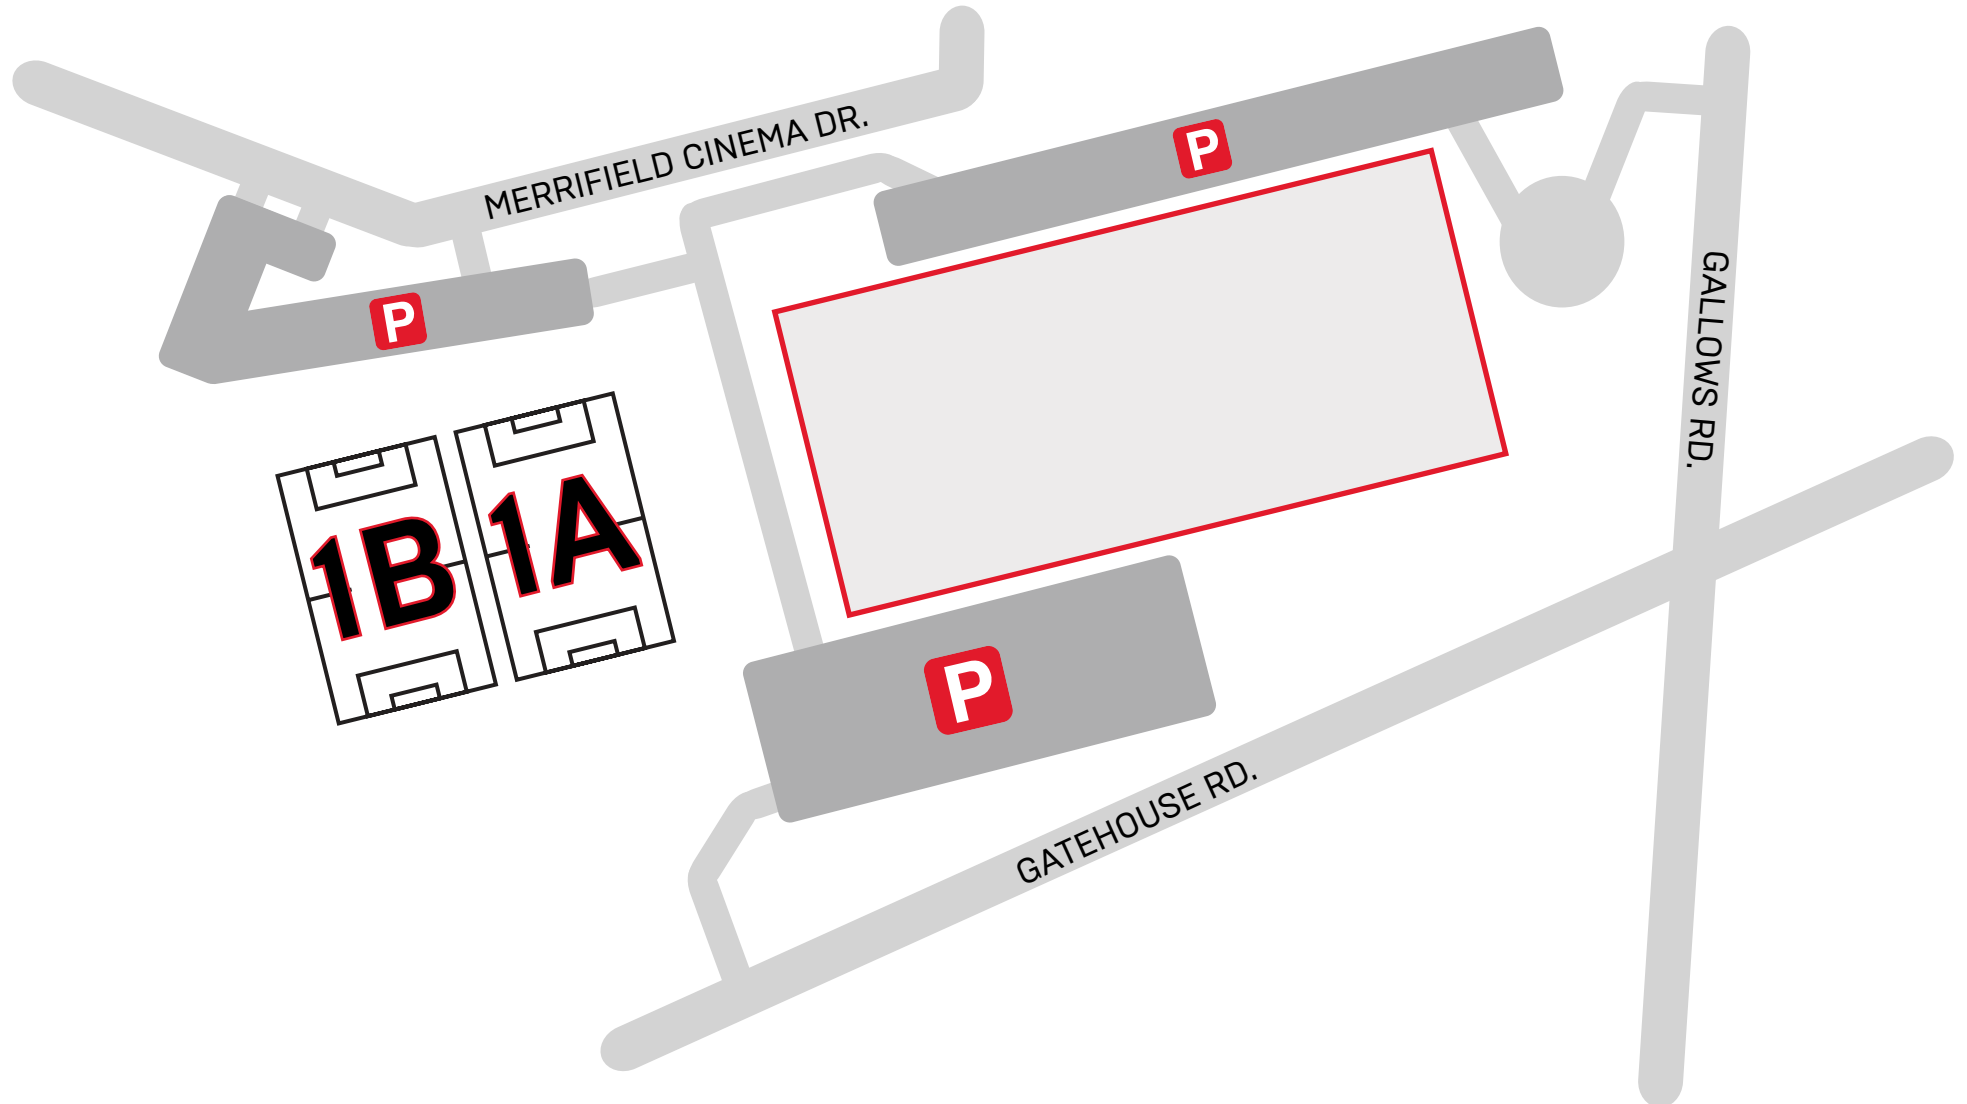 MERRIFIELD CINEMA DR.
P
P
GALLOWS RD.
1B
1A
P
GATEHOUSE RD.